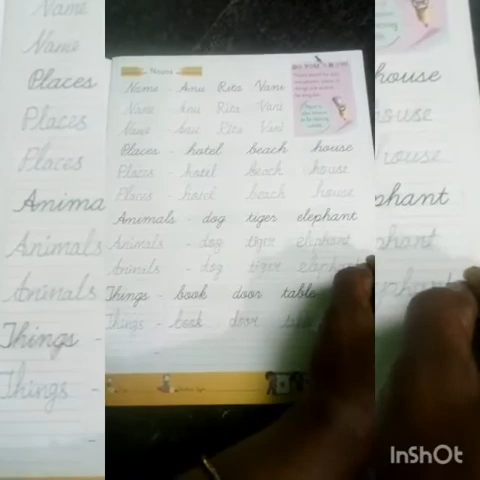 Nouns
Name Anu Rita Vani
Name Anu Rita Vani
Name Anu Rita Vani
Places - hotel beach house
Places - hotel beach house
Places - hotel beach house
Animals - dog tiger elephant
Animals - dog tiger elephant
Animals - dog tiger elephant
Things - book door table
Things - book door
InShOt